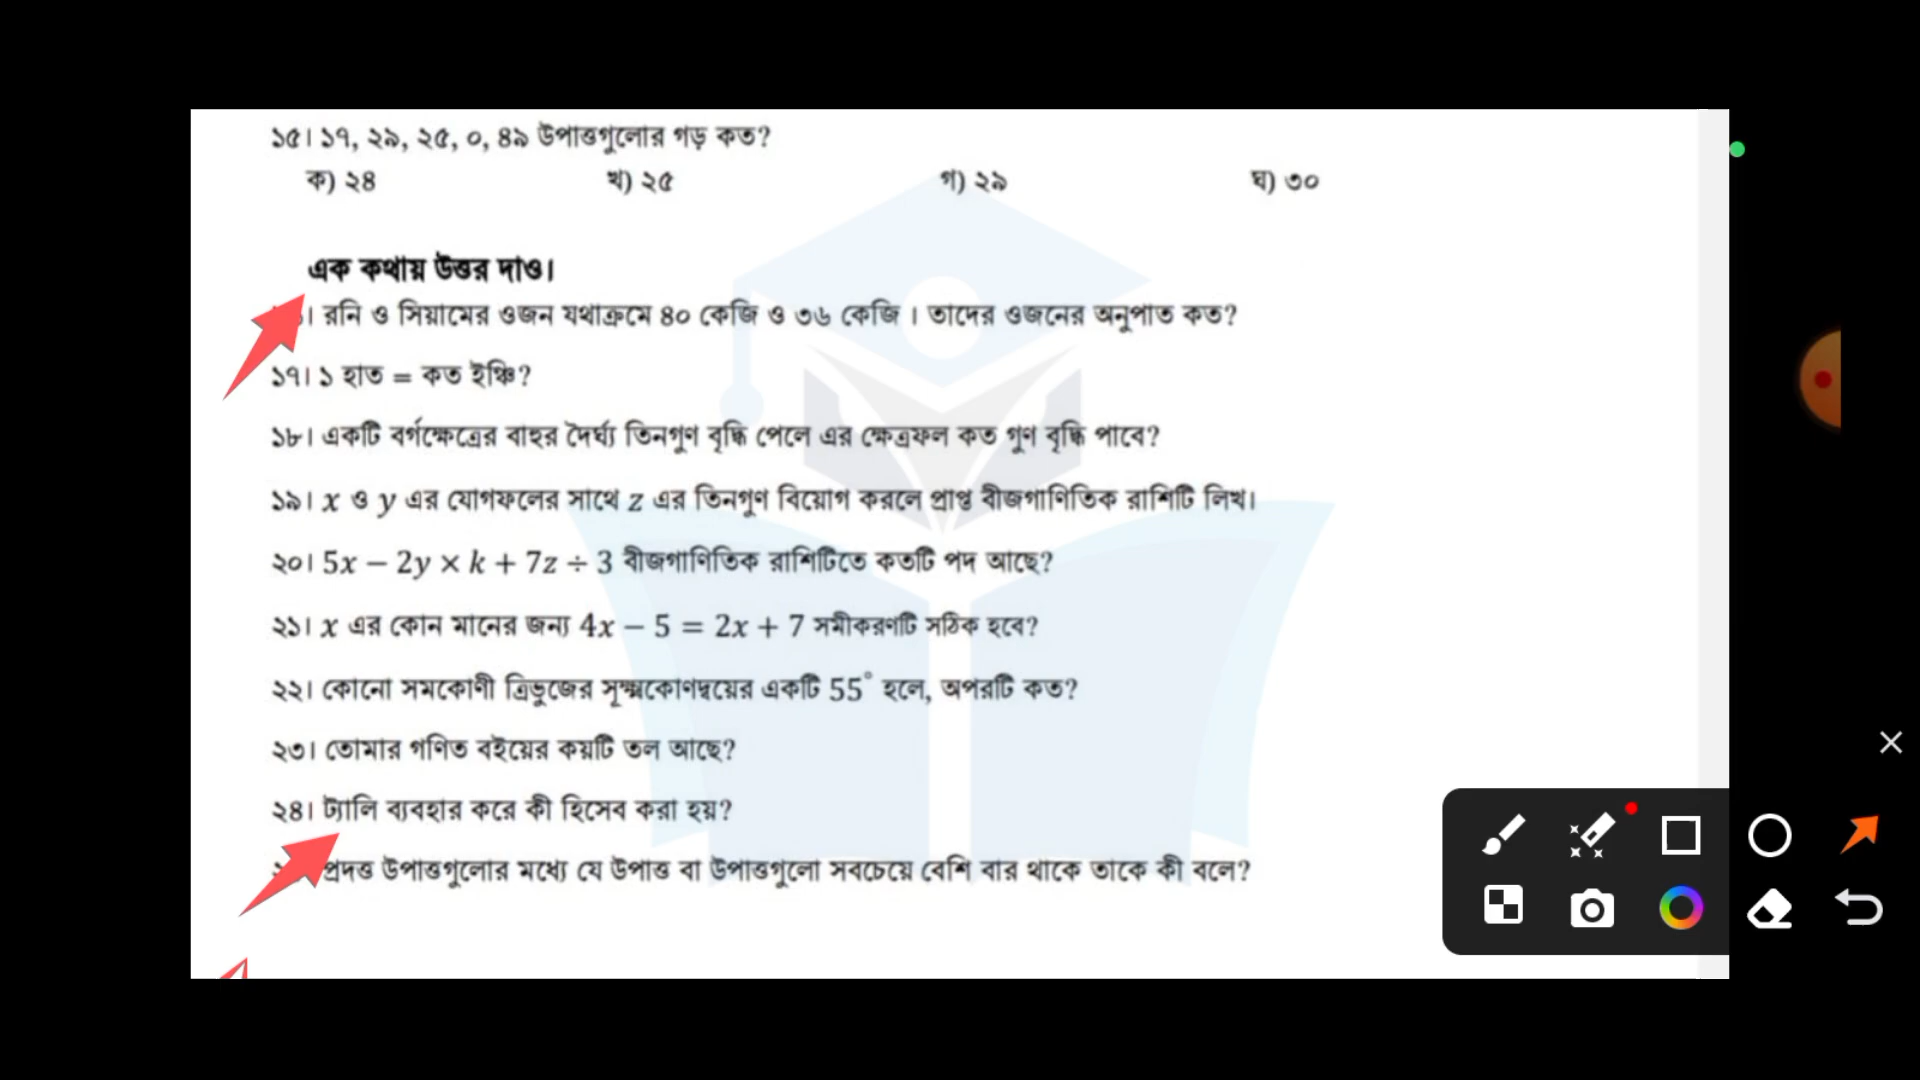 ১৫। ১৭, ২৯, ২৫, ০, ৪৯ উপাত্তগুলোর গড় কত?
ক) ২৪ খ) ২৫ গ) ২৯ ঘ) ৩০
এক কথায় উত্তর দাও।
। রনি ও সিয়ামের ওজন যথাক্রমে ৪০ কেজি ও ৩৬ কেজি । তাদের ওজনের অনুপাত কত?
১৭। ১ হাত = কত ইঞ্চি?
১৮। একটি বর্গক্ষেত্রের বাহুর দৈর্ঘ্য তিনগুণ বৃদ্ধি পেলে এর ক্ষেত্রফল কত গুণ বৃদ্ধি পাবে?
১৯। x ও y এর যোগফলের সাথে z এর তিনগুণ বিয়োগ করলে প্রাপ্ত বীজগাণিতিক রাশিটি লিখ।
২০। 5x − 2y × k + 7z ÷ 3 বীজগাণিতিক রাশিটিতে কতটি পদ আছে?
২১। x এর কোন মানের জন্য 4x − 5 = 2x + 7 সমীকরণটি সঠিক হবে?
২২। কোনো সমকোণী ত্রিভুজের সূক্ষ্মকোণদ্বয়ের একটি 55° হলে, অপরটি কত?
২৩। তোমার গণিত বইয়ের কয়টি তল আছে?
২৪। ট্যালি ব্যবহার করে কী হিসেব করা হয়?
প্রদত্ত উপাত্তগুলোর মধ্যে যে উপাত্ত বা উপাত্তগুলো সবচেয়ে বেশি বার থাকে তাকে কী বলে?